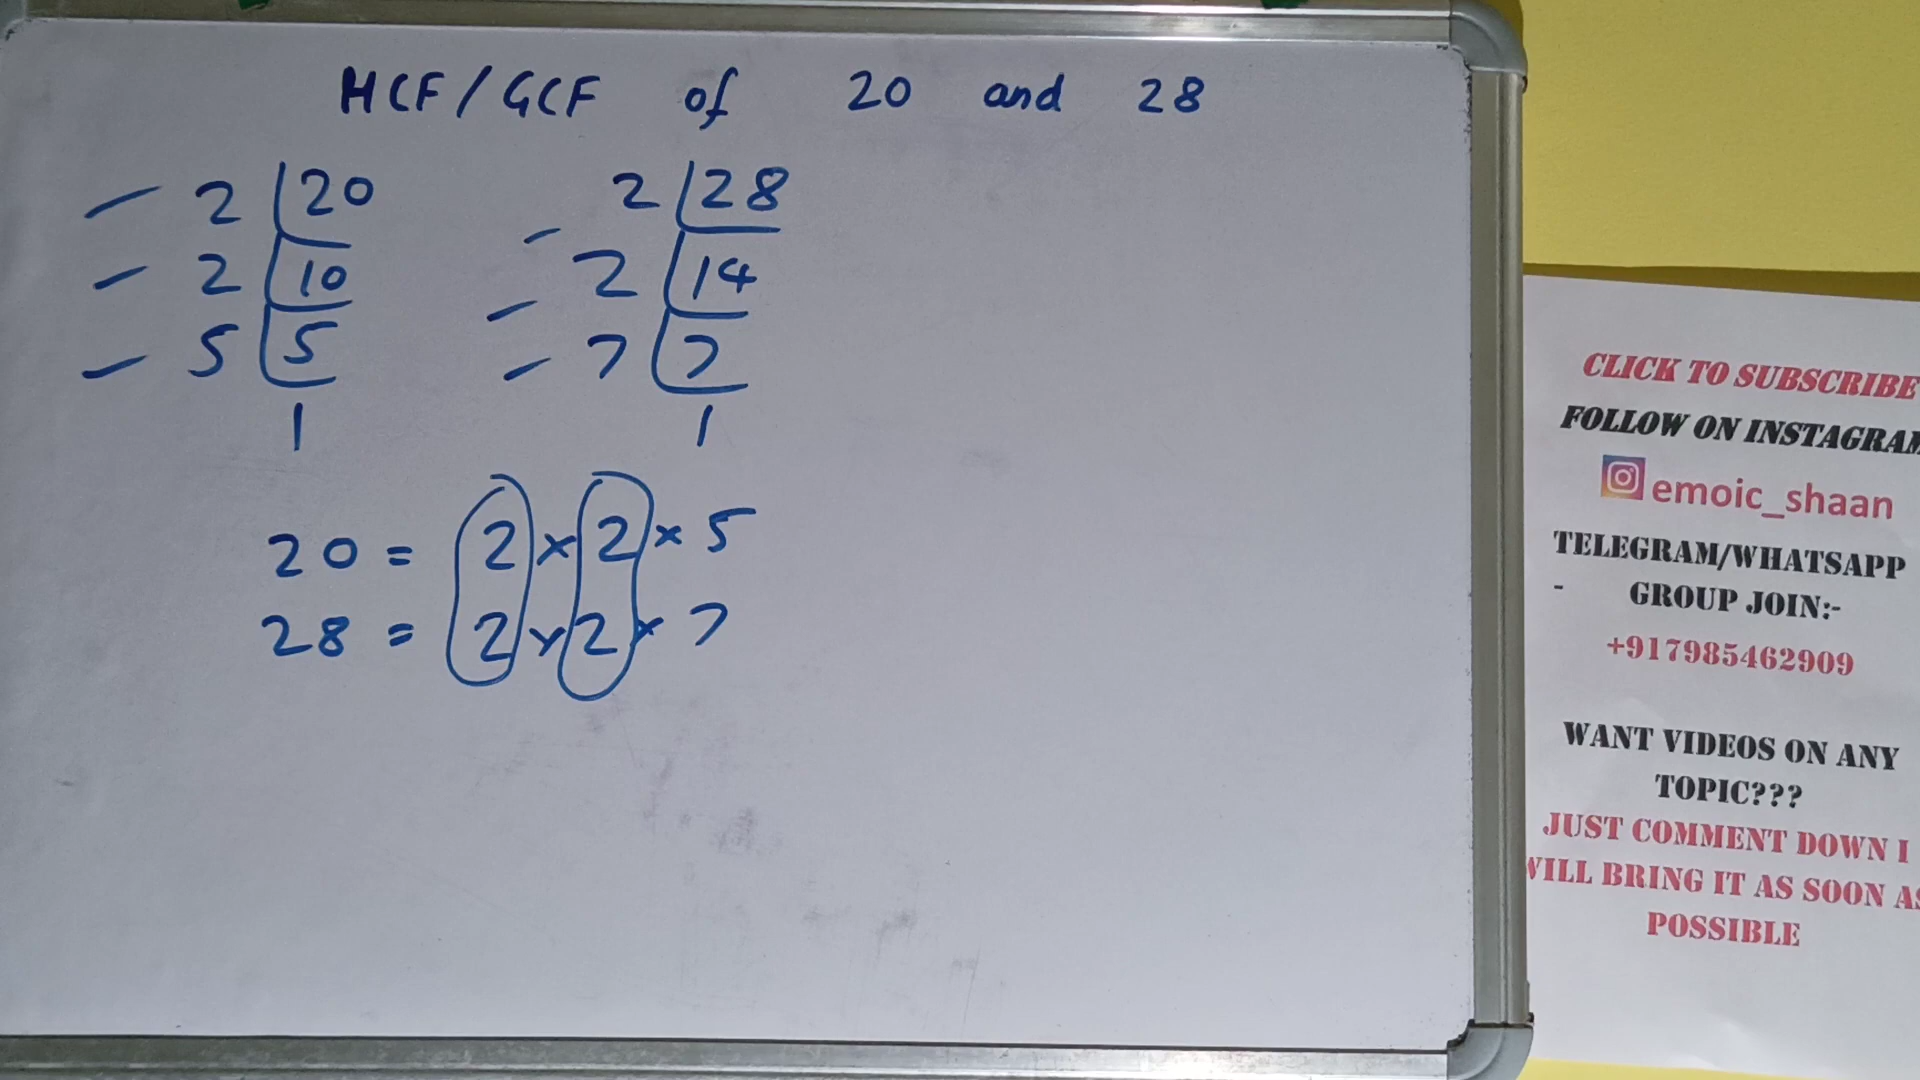 HCF/GCF of 20 and 28
2 20
2 10
5 5
1
2 28
2 14
7 7
1
20 = 2 × 2 × 5
28 = 2 × 2 × 7
CLICK TO SUBSCRIBE
FOLLOW ON INSTAGRAM
emoic_shaan
TELEGRAM/WHATSAPP
- GROUP JOIN:-
+917985462909
WANT VIDEOS ON ANY
TOPIC???
JUST COMMENT DOWN I
WILL BRING IT AS SOON AS
POSSIBLE